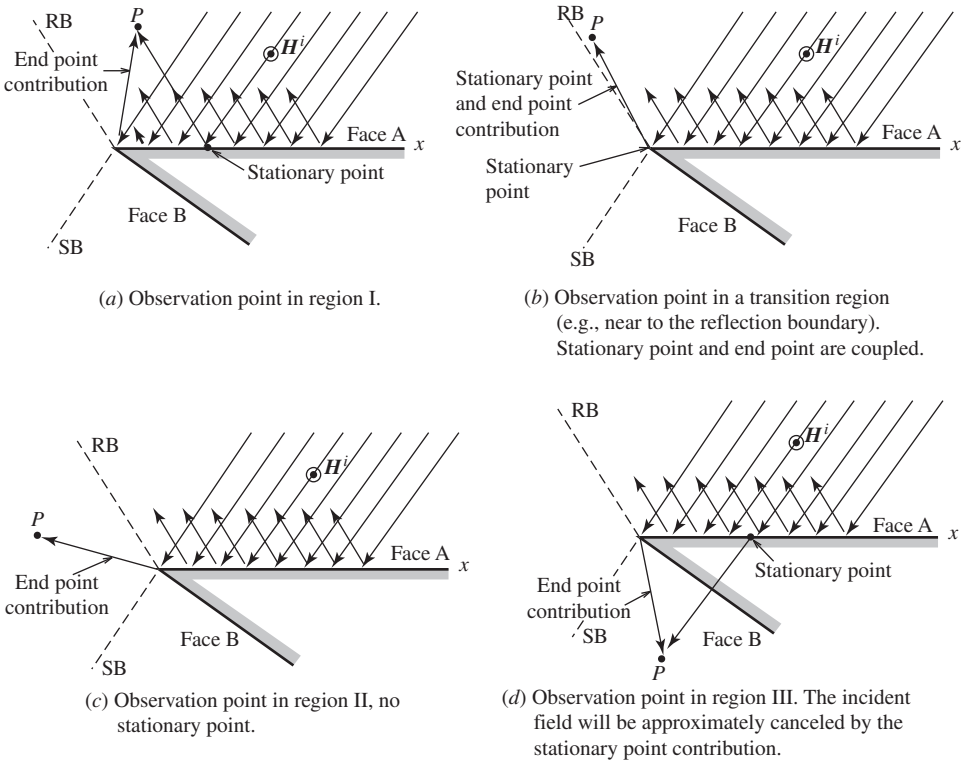 RB
P
H^i
End point
contribution
Face A
x
Stationary point
Face B
SB
(a) Observation point in region I.
RB
P
H^i
Stationary point
and end point
contribution
Face A
x
Stationary
point
Face B
SB
(b) Observation point in a transition region
(e.g., near to the reflection boundary).
Stationary point and end point are coupled.
RB
H^i
P
Face A
x
End point
contribution
Face B
SB
(c) Observation point in region II, no
stationary point.
RB
H^i
Face A
x
Stationary point
End point
contribution
SB
Face B
P
(d) Observation point in region III. The incident
field will be approximately canceled by the
stationary point contribution.